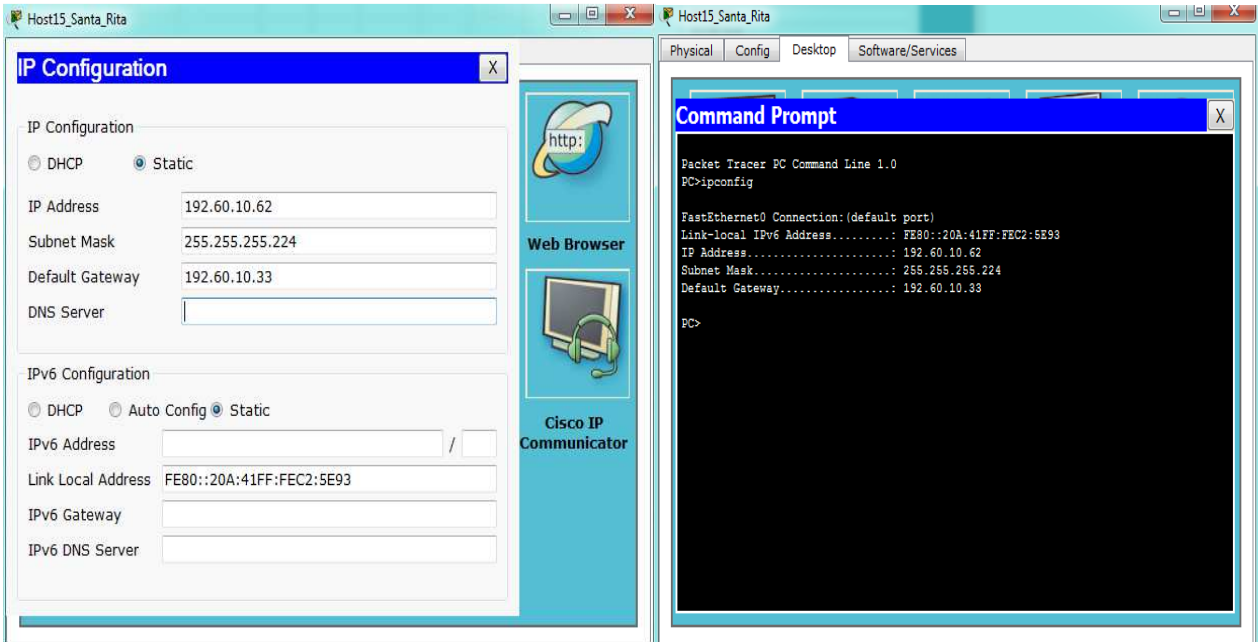 Host15_Santa_Rita
IP Configuration
X
IP Configuration
DHCP Static
IP Address 192.60.10.62
Subnet Mask 255.255.255.224
Default Gateway 192.60.10.33
DNS Server
IPv6 Configuration
DHCP Auto Config Static
IPv6 Address /
Link Local Address FE80::20A:41FF:FEC2:5E93
IPv6 Gateway
IPv6 DNS Server
http:
Web Browser
Cisco IP
Communicator
Host15_Santa_Rita
Physical Config Desktop Software/Services
Command Prompt
X
Packet Tracer PC Command Line 1.0
PC>ipconfig
FastEthernet0 Connection:(default port)
Link-local IPv6 Address.........: FE80::20A:41FF:FEC2:5E93
IP Address......................: 192.60.10.62
Subnet Mask.....................: 255.255.255.224
Default Gateway.................: 192.60.10.33
PC>